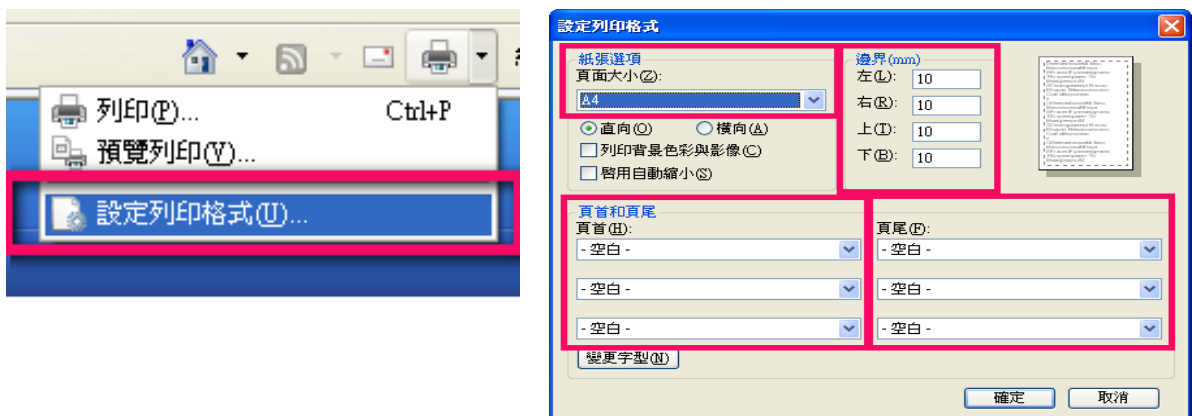 列印(P)... Ctrl+P
預覽列印(V)...
設定列印格式(U)...
設定列印格式
紙張選項
頁面大小(Z):
A4
直向(O) 橫向(A)
列印背景色彩與影像(C)
啓用自動縮小(S)
邊界(mm)
左(L): 10
右(R): 10
上(T): 10
下(B): 10
頁首和頁尾
頁首(H): 頁尾(F):
- 空白 - - 空白 -
- 空白 - - 空白 -
- 空白 - - 空白 -
變更字型(N)
確定 取消